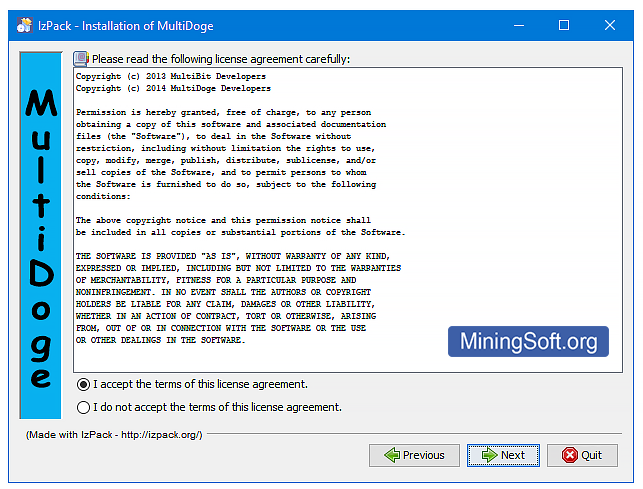 IzPack - Installation of MultiDoge
MultiDoge
Please read the following license agreement carefully:
Copyright (c) 2013 MultiBit Developers
Copyright (c) 2014 MultiDoge Developers
Permission is hereby granted, free of charge, to any person
obtaining a copy of this software and associated documentation
files (the "Software"), to deal in the Software without
restriction, including without limitation the rights to use,
copy, modify, merge, publish, distribute, sublicense, and/or
sell copies of the Software, and to permit persons to whom
the Software is furnished to do so, subject to the following
conditions:
The above copyright notice and this permission notice shall
be included in all copies or substantial portions of the Software.
THE SOFTWARE IS PROVIDED "AS IS", WITHOUT WARRANTY OF ANY KIND,
EXPRESSED OR IMPLIED, INCLUDING BUT NOT LIMITED TO THE WARRANTIES
OF MERCHANTABILITY, FITNESS FOR A PARTICULAR PURPOSE AND
NONINFRINGEMENT. IN NO EVENT SHALL THE AUTHORS OR COPYRIGHT
HOLDERS BE LIABLE FOR ANY CLAIM, DAMAGES OR OTHER LIABILITY,
WHETHER IN AN ACTION OF CONTRACT, TORT OR OTHERWISE, ARISING
FROM, OUT OF OR IN CONNECTION WITH THE SOFTWARE OR THE USE
OR OTHER DEALINGS IN THE SOFTWARE.
MiningSoft.org
I accept the terms of this license agreement.
I do not accept the terms of this license agreement.
(Made with IzPack - http://izpack.org/)
Previous
Next
Quit